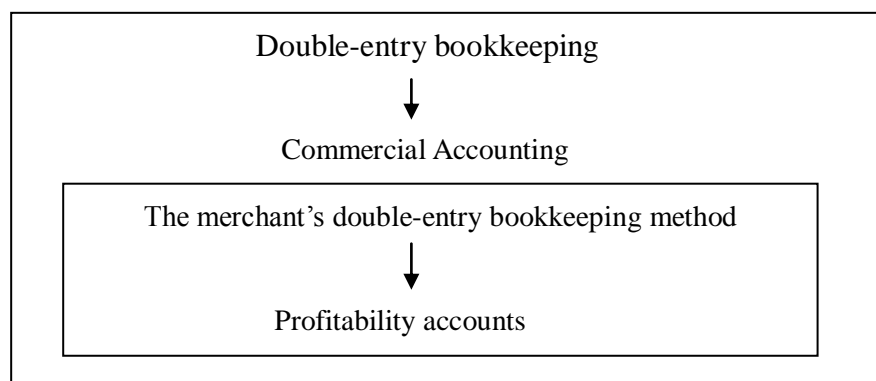 Double-entry bookkeeping
Commercial Accounting
The merchant’s double-entry bookkeeping method
Profitability accounts